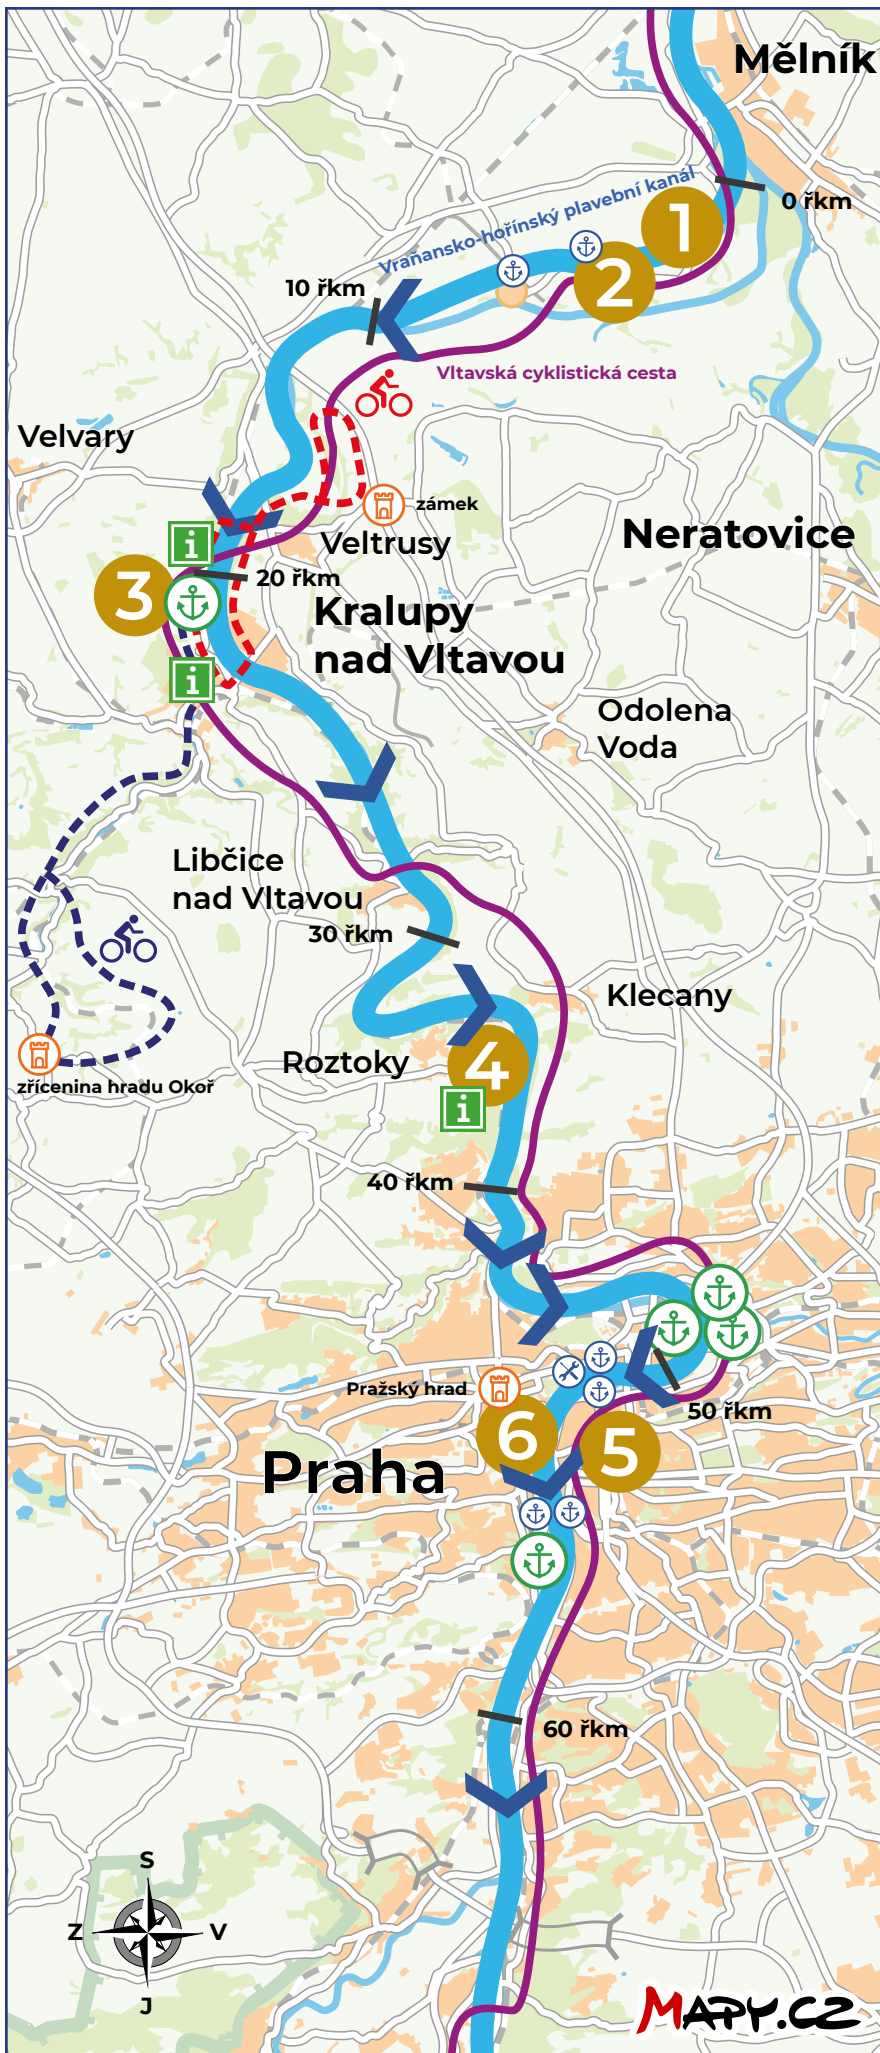 Mělník
0 řkm
Vraňansko-hořínský plavební kanál
1
2
10 řkm
Vltavská cyklistická cesta
Velvary
zámek
Neratovice
Veltrusy
i
20 řkm
3
Kralupy
nad Vltavou
i
Odolena
Voda
Libčice
nad Vltavou
30 řkm
Klecany
Roztoky
4
zřícenina hradu Okoř
i
40 řkm
Pražský hrad
50 řkm
6
5
Praha
60 řkm
S
Z
V
J
MAPY.CZ